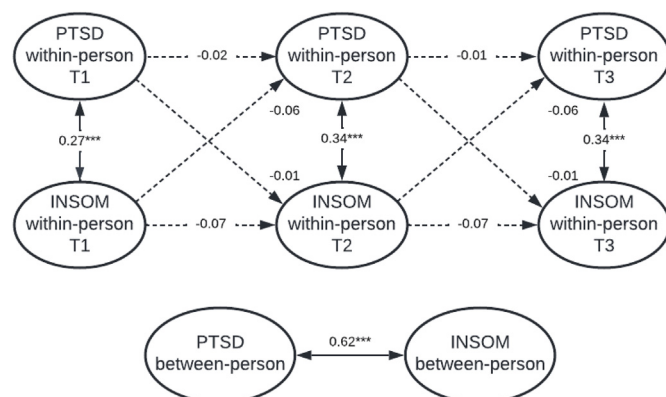 PTSD
within-person
T1
-0.02
PTSD
within-person
T2
-0.01
PTSD
within-person
T3
-0.06
-0.06
0.27***
0.34***
0.34***
-0.01
-0.01
INSOM
within-person
T1
-0.07
INSOM
within-person
T2
-0.07
INSOM
within-person
T3
PTSD
between-person
0.62***
INSOM
between-person